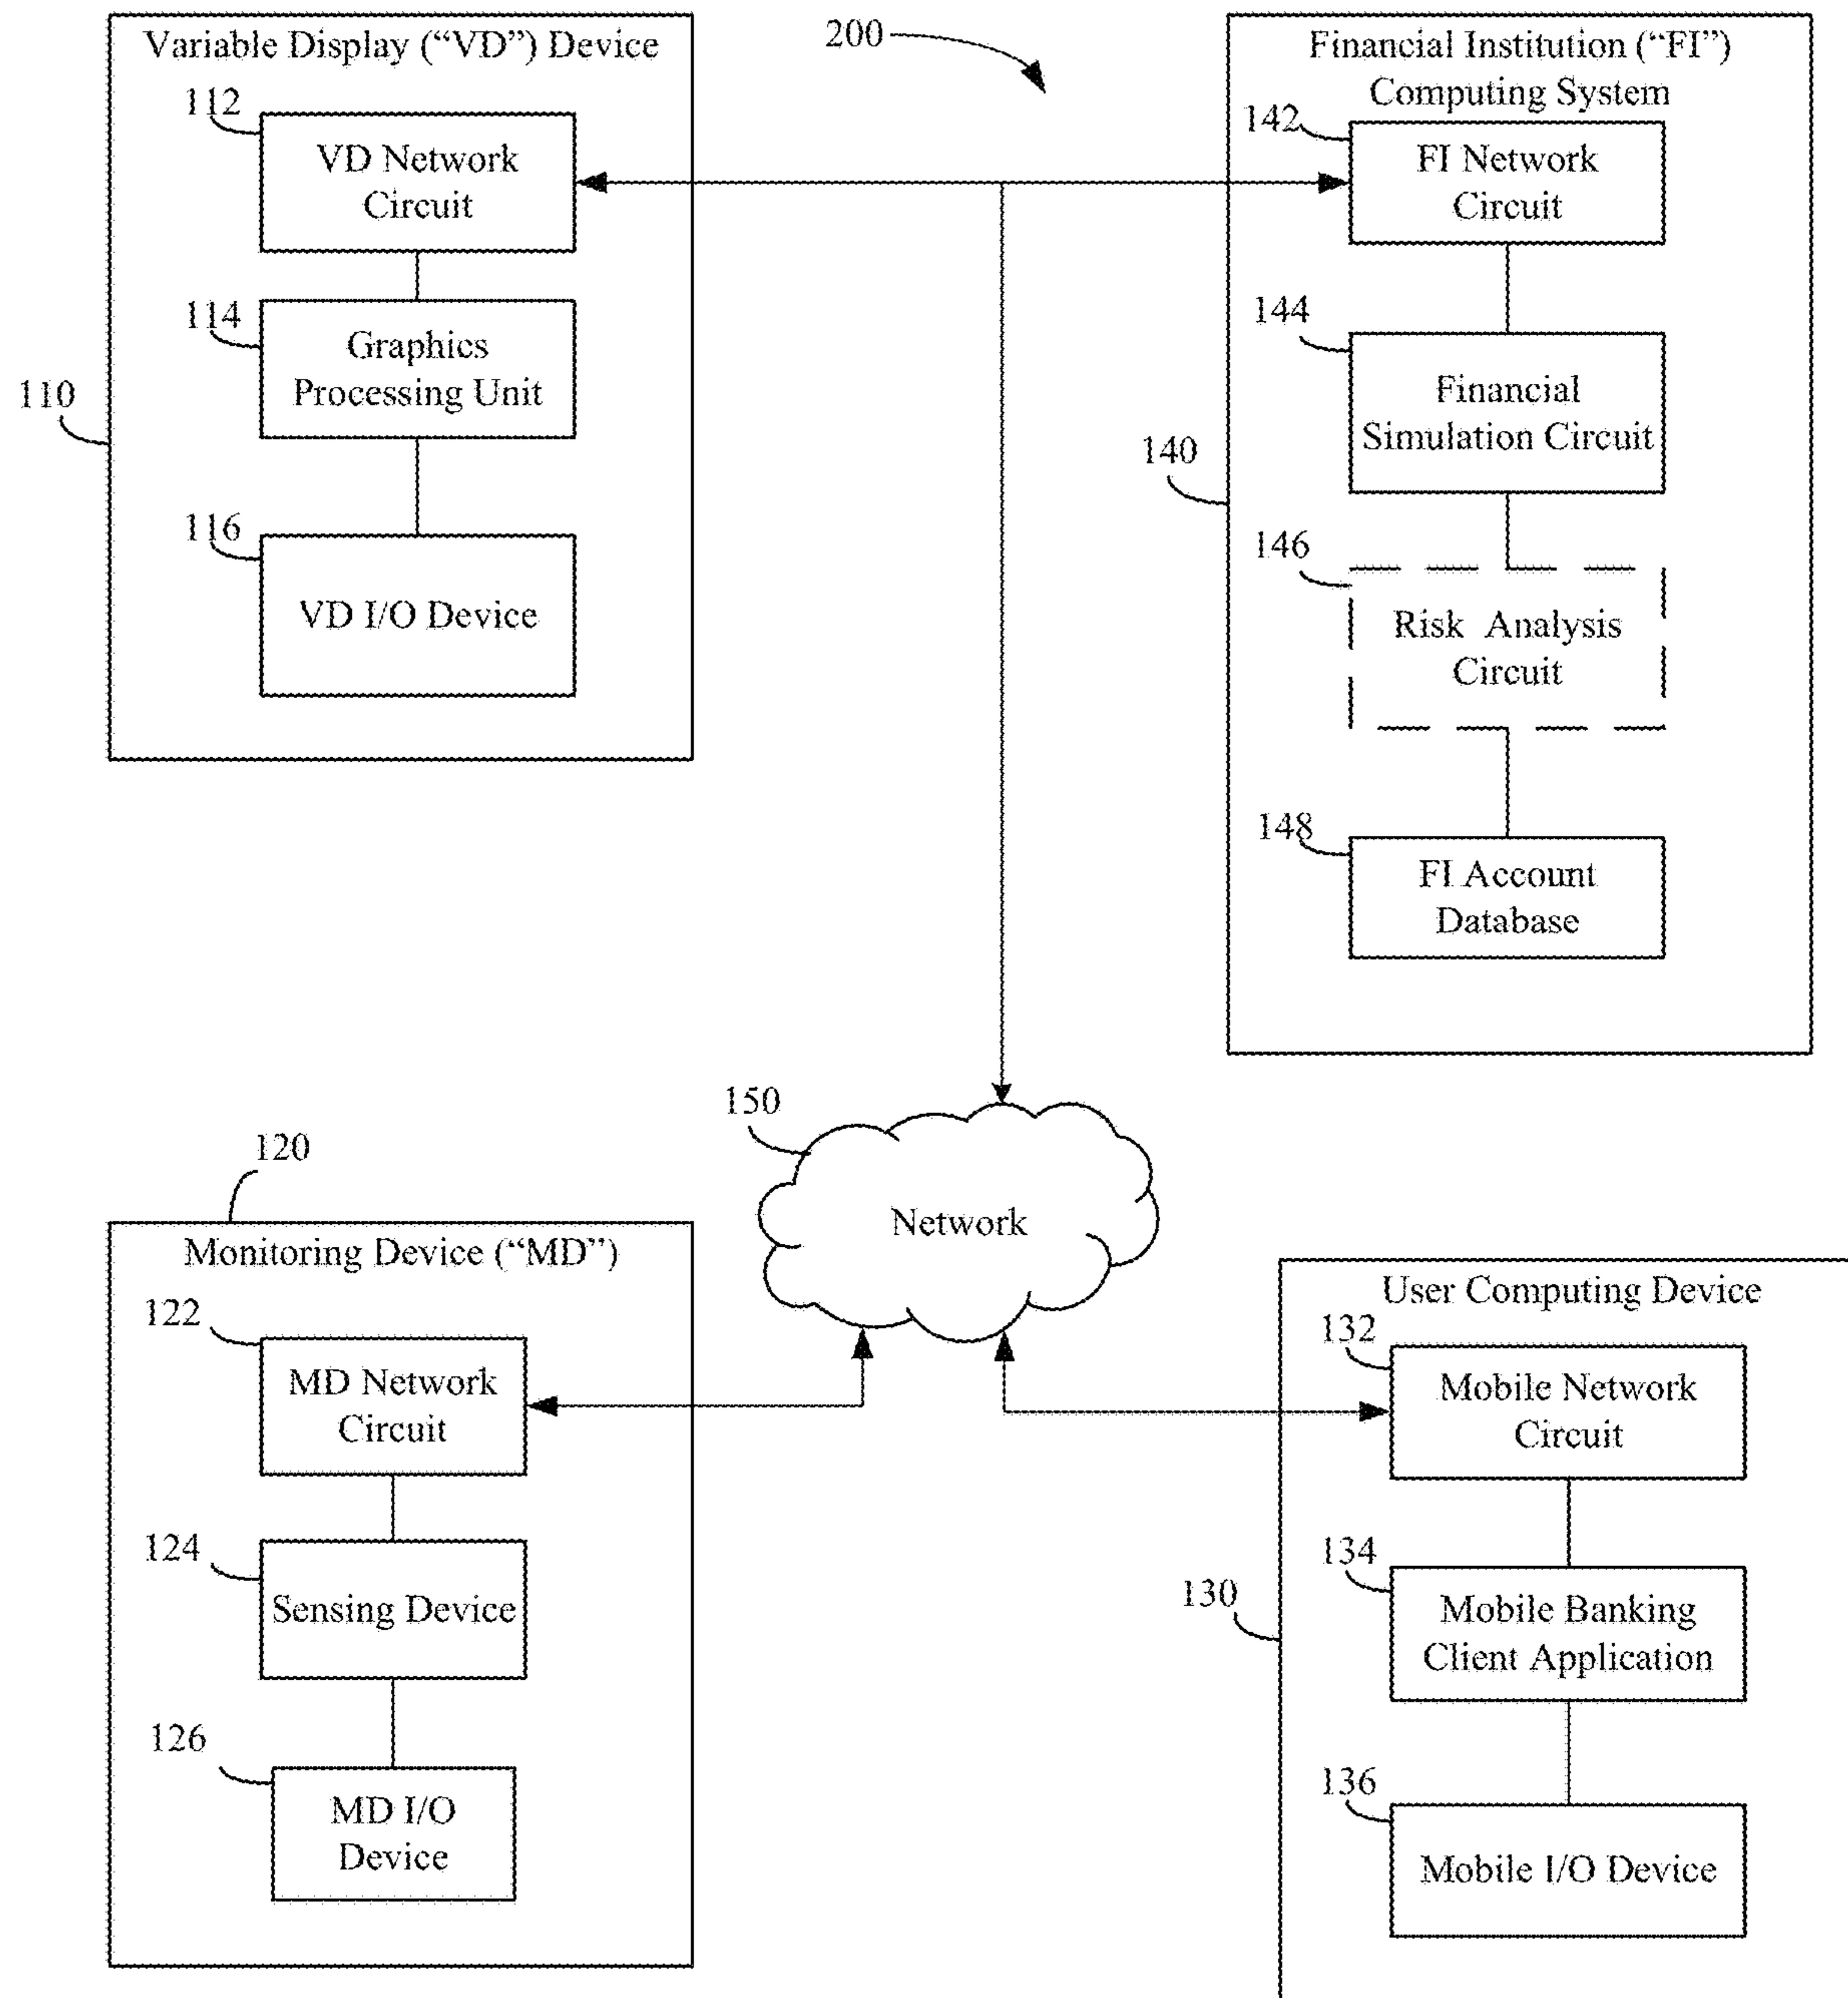 Variable Display (“VD”) Device
112
VD Network
Circuit
114
Graphics
Processing Unit
110
116
VD I/O Device
200
Financial Institution (“FI”)
Computing System
142
FI Network
Circuit
144
Financial
Simulation Circuit
140
146
Risk Analysis
Circuit
148
FI Account
Database
150
Network
120
Monitoring Device (“MD”)
122
MD Network
Circuit
124
Sensing Device
126
MD I/O
Device
User Computing Device
132
Mobile Network
Circuit
134
Mobile Banking
Client Application
130
136
Mobile I/O Device